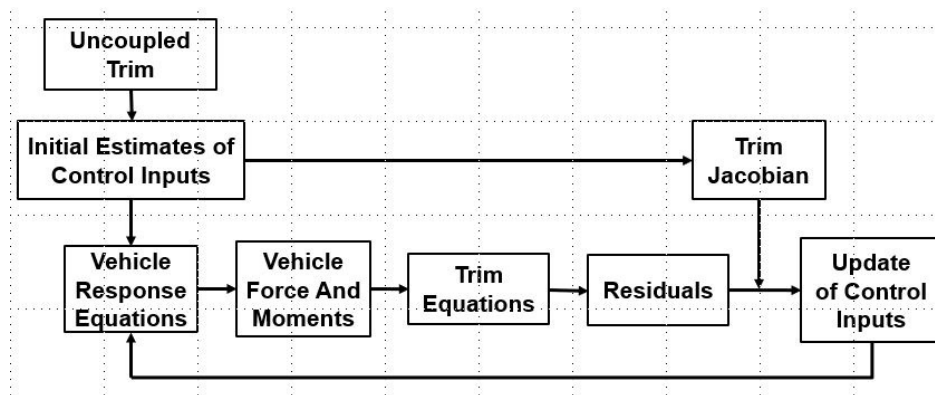 Uncoupled
Trim
Initial Estimates of
Control Inputs
Trim
Jacobian
Vehicle
Response
Equations
Vehicle
Force And
Moments
Trim
Equations
Residuals
Update
of Control
Inputs